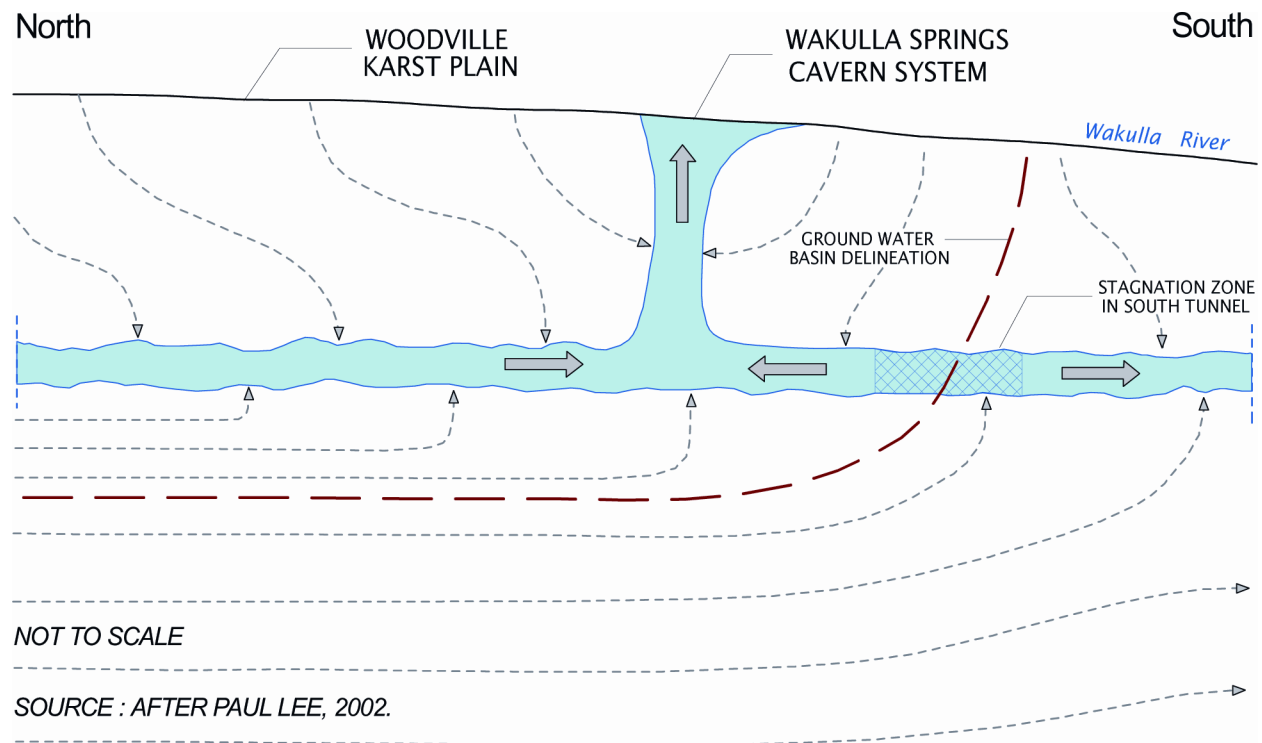 North
South
WOODVILLE
KARST PLAIN
WAKULLA SPRINGS
CAVERN SYSTEM
Wakulla River
GROUND WATER
BASIN DELINEATION
STAGNATION ZONE
IN SOUTH TUNNEL
NOT TO SCALE
SOURCE : AFTER PAUL LEE, 2002.